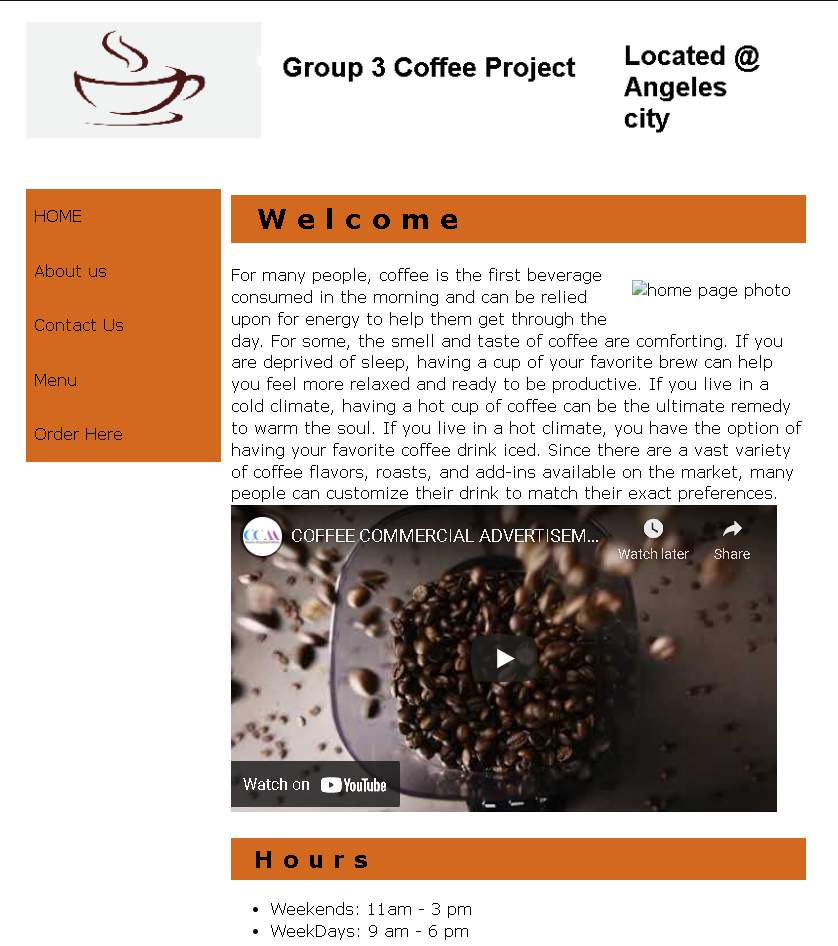 Group 3 Coffee Project
Located @
Angeles
city
HOME
About us
Contact Us
Menu
Order Here
Welcome
For many people, coffee is the first beverage
consumed in the morning and can be relied
upon for energy to help them get through the
home page photo
day. For some, the smell and taste of coffee are comforting. If you
are deprived of sleep, having a cup of your favorite brew can help
you feel more relaxed and ready to be productive. If you live in a
cold climate, having a hot cup of coffee can be the ultimate remedy
to warm the soul. If you live in a hot climate, you have the option of
having your favorite coffee drink iced. Since there are a vast variety
of coffee flavors, roasts, and add-ins available on the market, many
people can customize their drink to match their exact preferences.
CCM
COFFEE COMMERCIAL ADVERTISEM...
Watch later
Share
Watch on YouTube
Hours
• Weekends: 11am - 3 pm
• WeekDays: 9 am - 6 pm